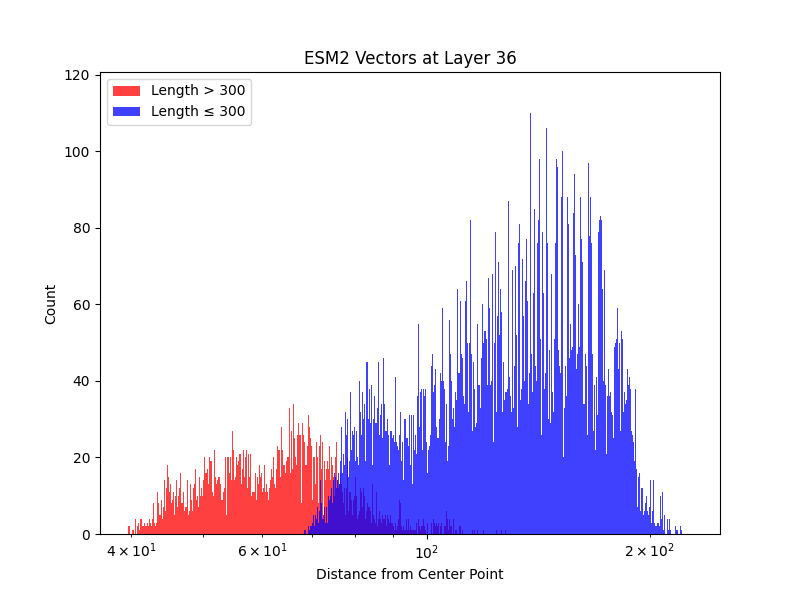 ESM2 Vectors at Layer 36
Length > 300
Length ≤ 300
120
100
80
60
40
20
0
Count
4 × 10¹
6 × 10¹
10²
2 × 10²
Distance from Center Point